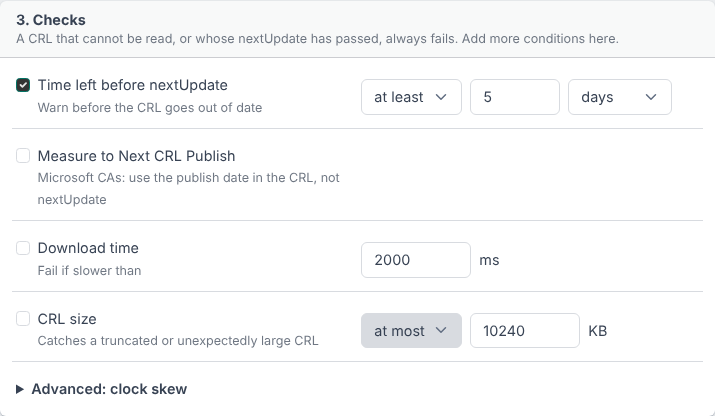 3. Checks
A CRL that cannot be read, or whose nextUpdate has passed, always fails. Add more conditions here.
Time left before nextUpdate
Warn before the CRL goes out of date
at least 5 days
Measure to Next CRL Publish
Microsoft CAs: use the publish date in the CRL, not
nextUpdate
Download time
Fail if slower than
2000 ms
CRL size
Catches a truncated or unexpectedly large CRL
at most 10240 KB
Advanced: clock skew